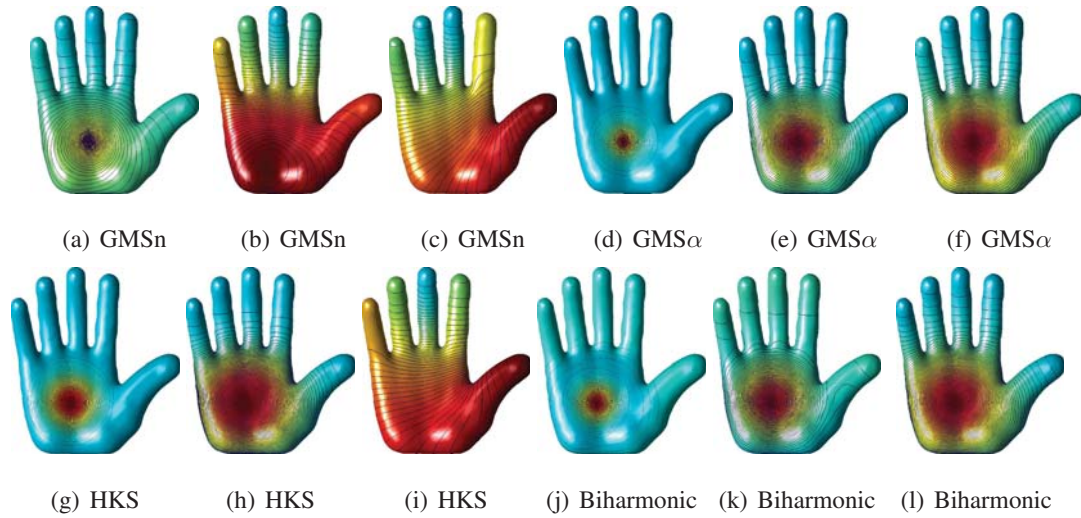 (a) GMSn (b) GMSn (c) GMSn (d) GMSα (e) GMSα (f) GMSα
(g) HKS (h) HKS (i) HKS (j) Biharmonic (k) Biharmonic (l) Biharmonic